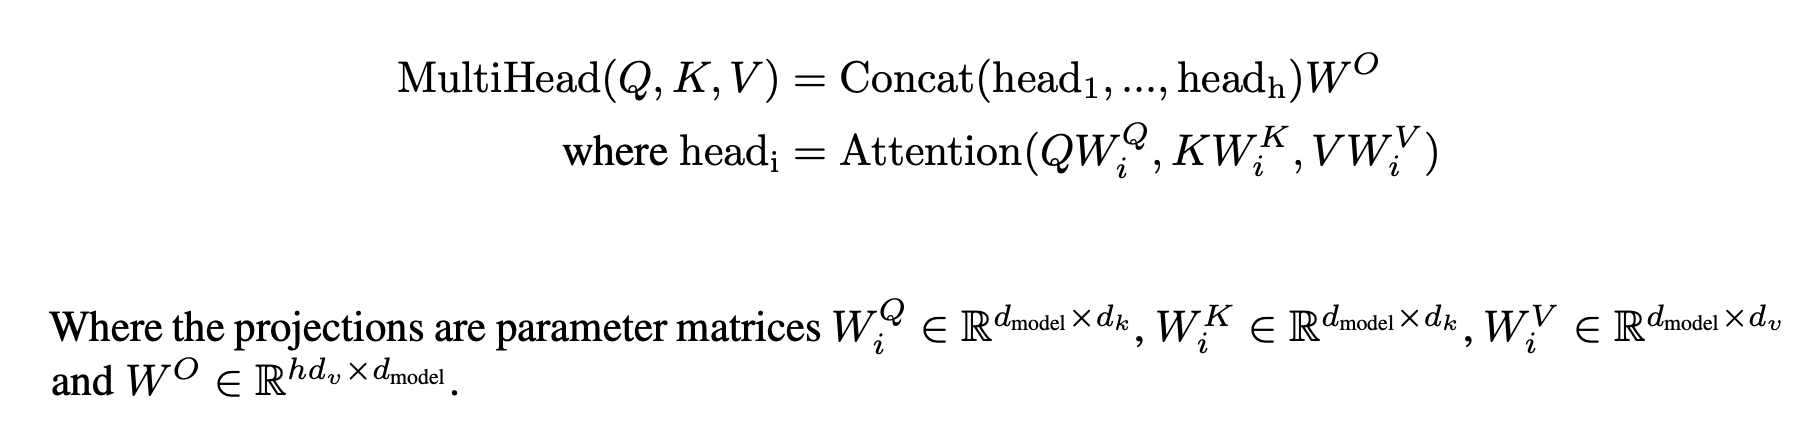 MultiHead(Q, K, V) = Concat(head₁, ..., headₕ)W^O
where headᵢ = Attention(QWᵢ^Q, KWᵢ^K, VWᵢ^V)
Where the projections are parameter matrices Wᵢ^Q ∈ ℝ^{d_model×d_k}, Wᵢ^K ∈ ℝ^{d_model×d_k}, Wᵢ^V ∈ ℝ^{d_model×d_v}
and W^O ∈ ℝ^{hd_v×d_model}.